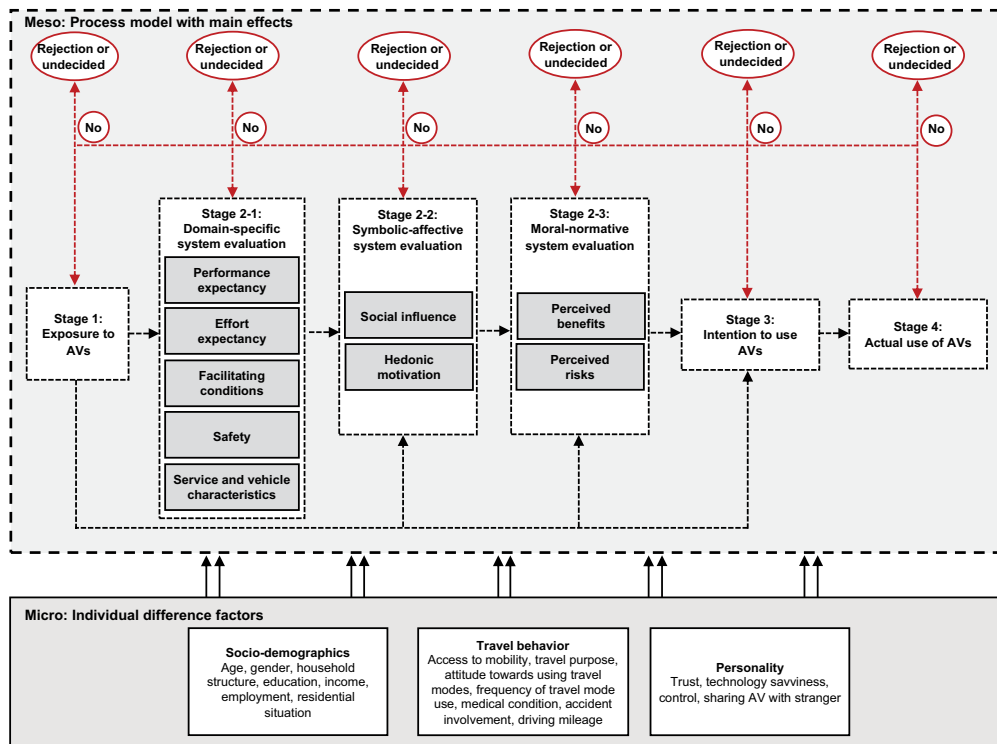 Meso: Process model with main effects
Rejection or
undecided
Rejection or
undecided
Rejection or
undecided
Rejection or
undecided
Rejection or
undecided
Rejection or
undecided
No
No
No
No
No
No
Stage 1:
Exposure to
AVs
Stage 2-1:
Domain-specific
system evaluation
Performance
expectancy
Effort
expectancy
Facilitating
conditions
Safety
Service and vehicle
characteristics
Stage 2-2:
Symbolic-affective
system evaluation
Social influence
Hedonic
motivation
Stage 2-3:
Moral-normative
system evaluation
Perceived
benefits
Perceived
risks
Stage 3:
Intention to use
AVs
Stage 4:
Actual use of AVs
Micro: Individual difference factors
Socio-demographics
Age, gender, household
structure, education, income,
employment, residential
situation
Travel behavior
Access to mobility, travel purpose,
attitude towards using travel
modes, frequency of travel mode
use, medical condition, accident
involvement, driving mileage
Personality
Trust, technology savviness,
control, sharing AV with stranger